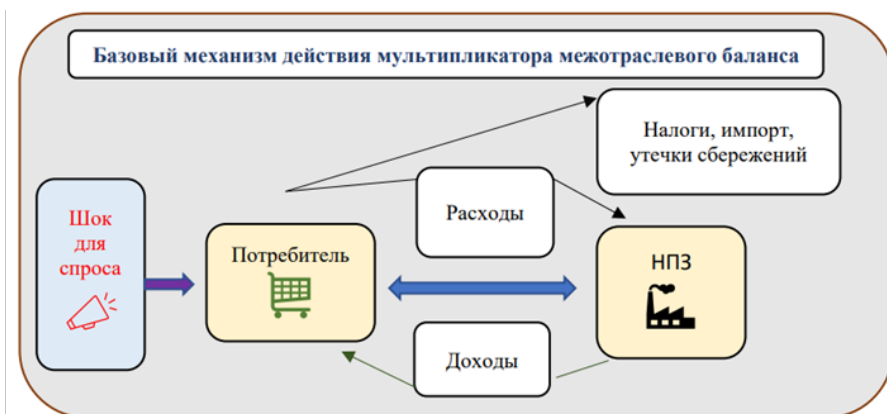 Базовый механизм действия мультипликатора межотраслевого баланса
Налоги, импорт,
утечки сбережений
Шок
для
спроса
Расходы
Потребитель
НПЗ
Доходы